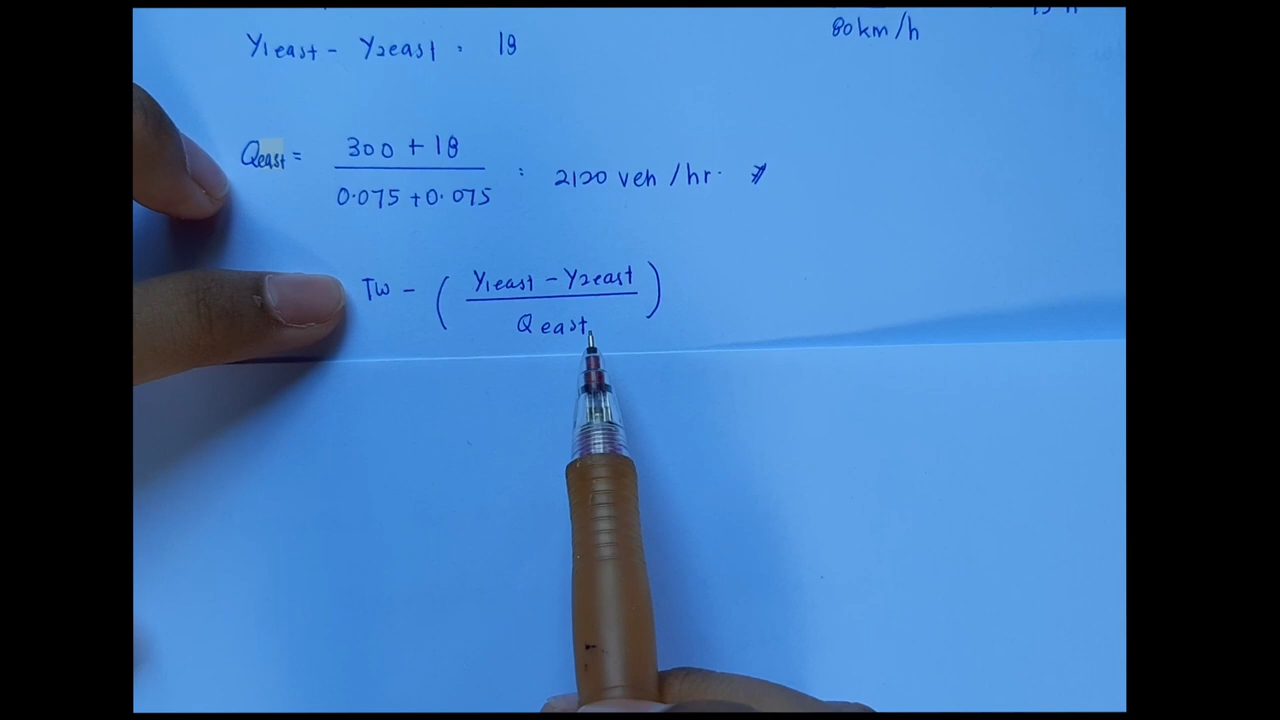 80km/h
Y1east - Y2east = 18
Qeast = 300 + 18 / 0.075 + 0.075 = 2120 veh/hr.
Tw - ( Y1east - Y2east / Qeast )